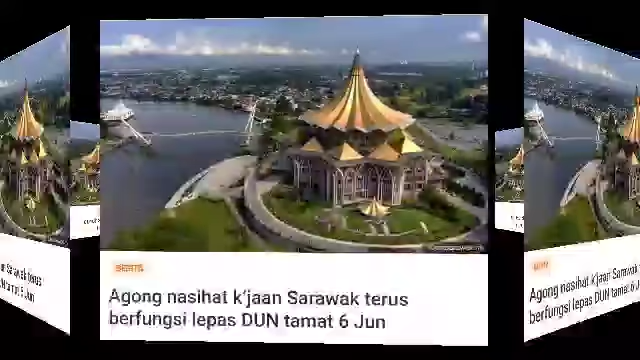 BERITA
Agong nasihat k'jaan Sarawak terus
berfungsi lepas DUN tamat 6 Jun